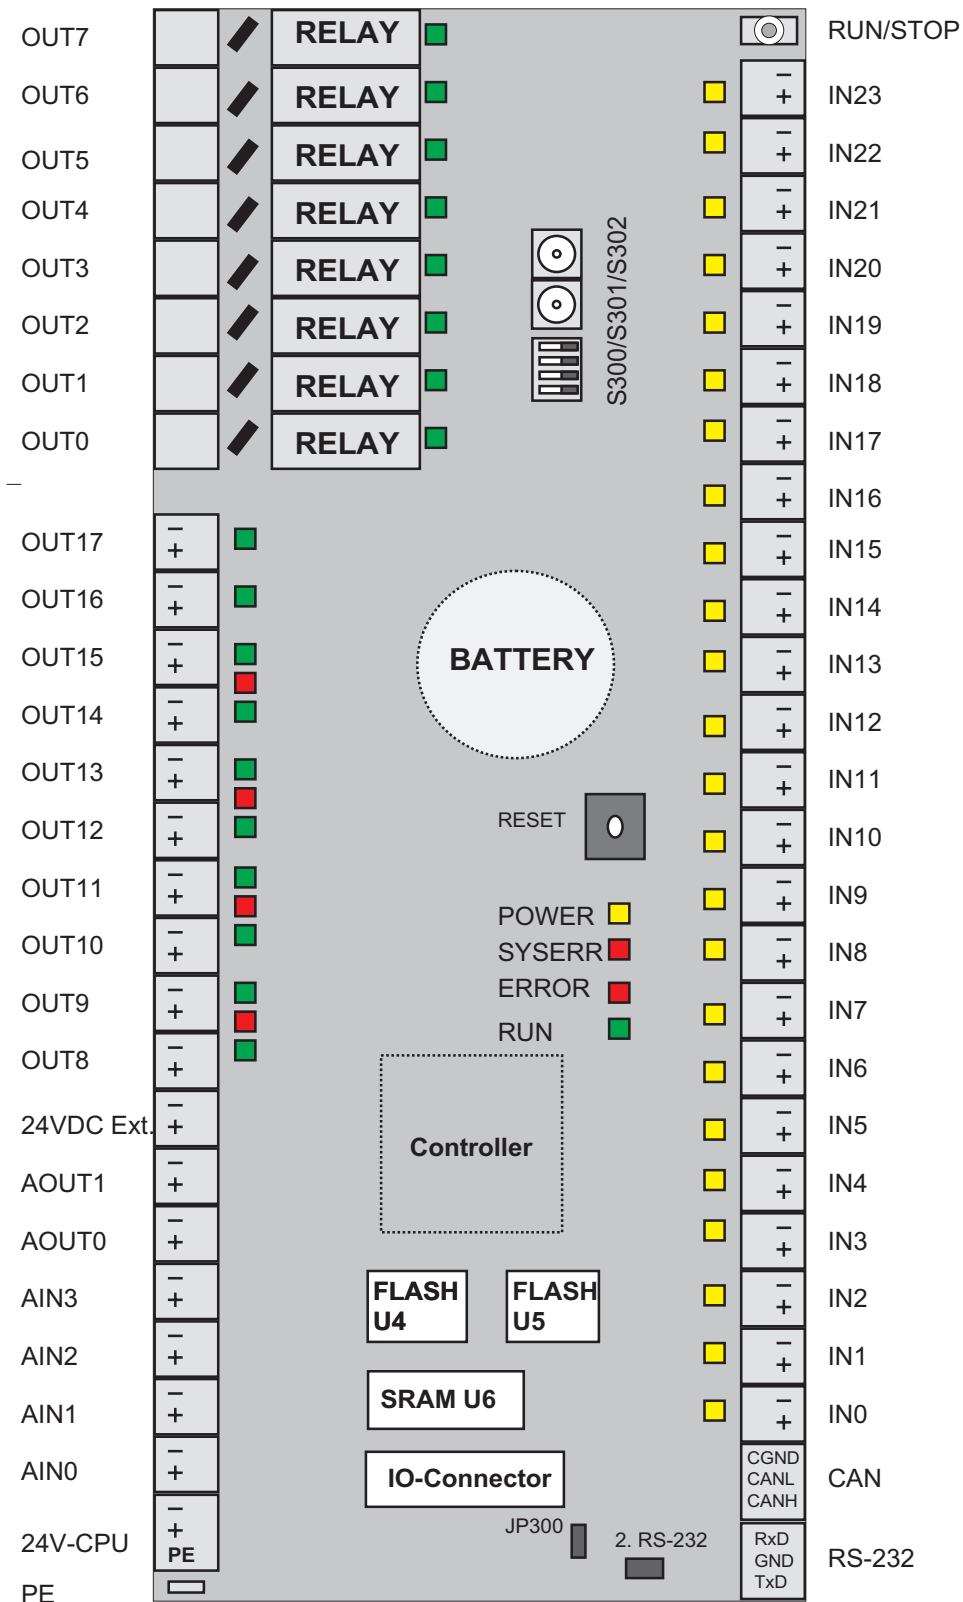 OUT7 RELAY RUN/STOP
OUT6 RELAY − + IN23
OUT5 RELAY − + IN22
OUT4 RELAY − + IN21
OUT3 RELAY − + IN20
OUT2 RELAY − + IN19
OUT1 RELAY − + IN18
OUT0 RELAY − + IN17
S300/S301/S302
− + IN16
OUT17 − + − + IN15
OUT16 − + − + IN14
OUT15 − + BATTERY − + IN13
OUT14 − + − + IN12
OUT13 − + − + IN11
OUT12 − + RESET − + IN10
OUT11 − + − + IN9
POWER
OUT10 − + SYSERR − + IN8
ERROR
OUT9 − + RUN − + IN7
OUT8 − + − + IN6
24VDC Ext. − + − + IN5
Controller
AOUT1 − + − + IN4
AOUT0 − + − + IN3
AIN3 − + FLASH U4 FLASH U5 − + IN2
AIN2 − + − + IN1
AIN1 − + SRAM U6 − + IN0
AIN0 − + IO-Connector CGND CANL CANH CAN
24V-CPU − + PE JP300 2. RS-232 RxD GND TxD RS-232
PE